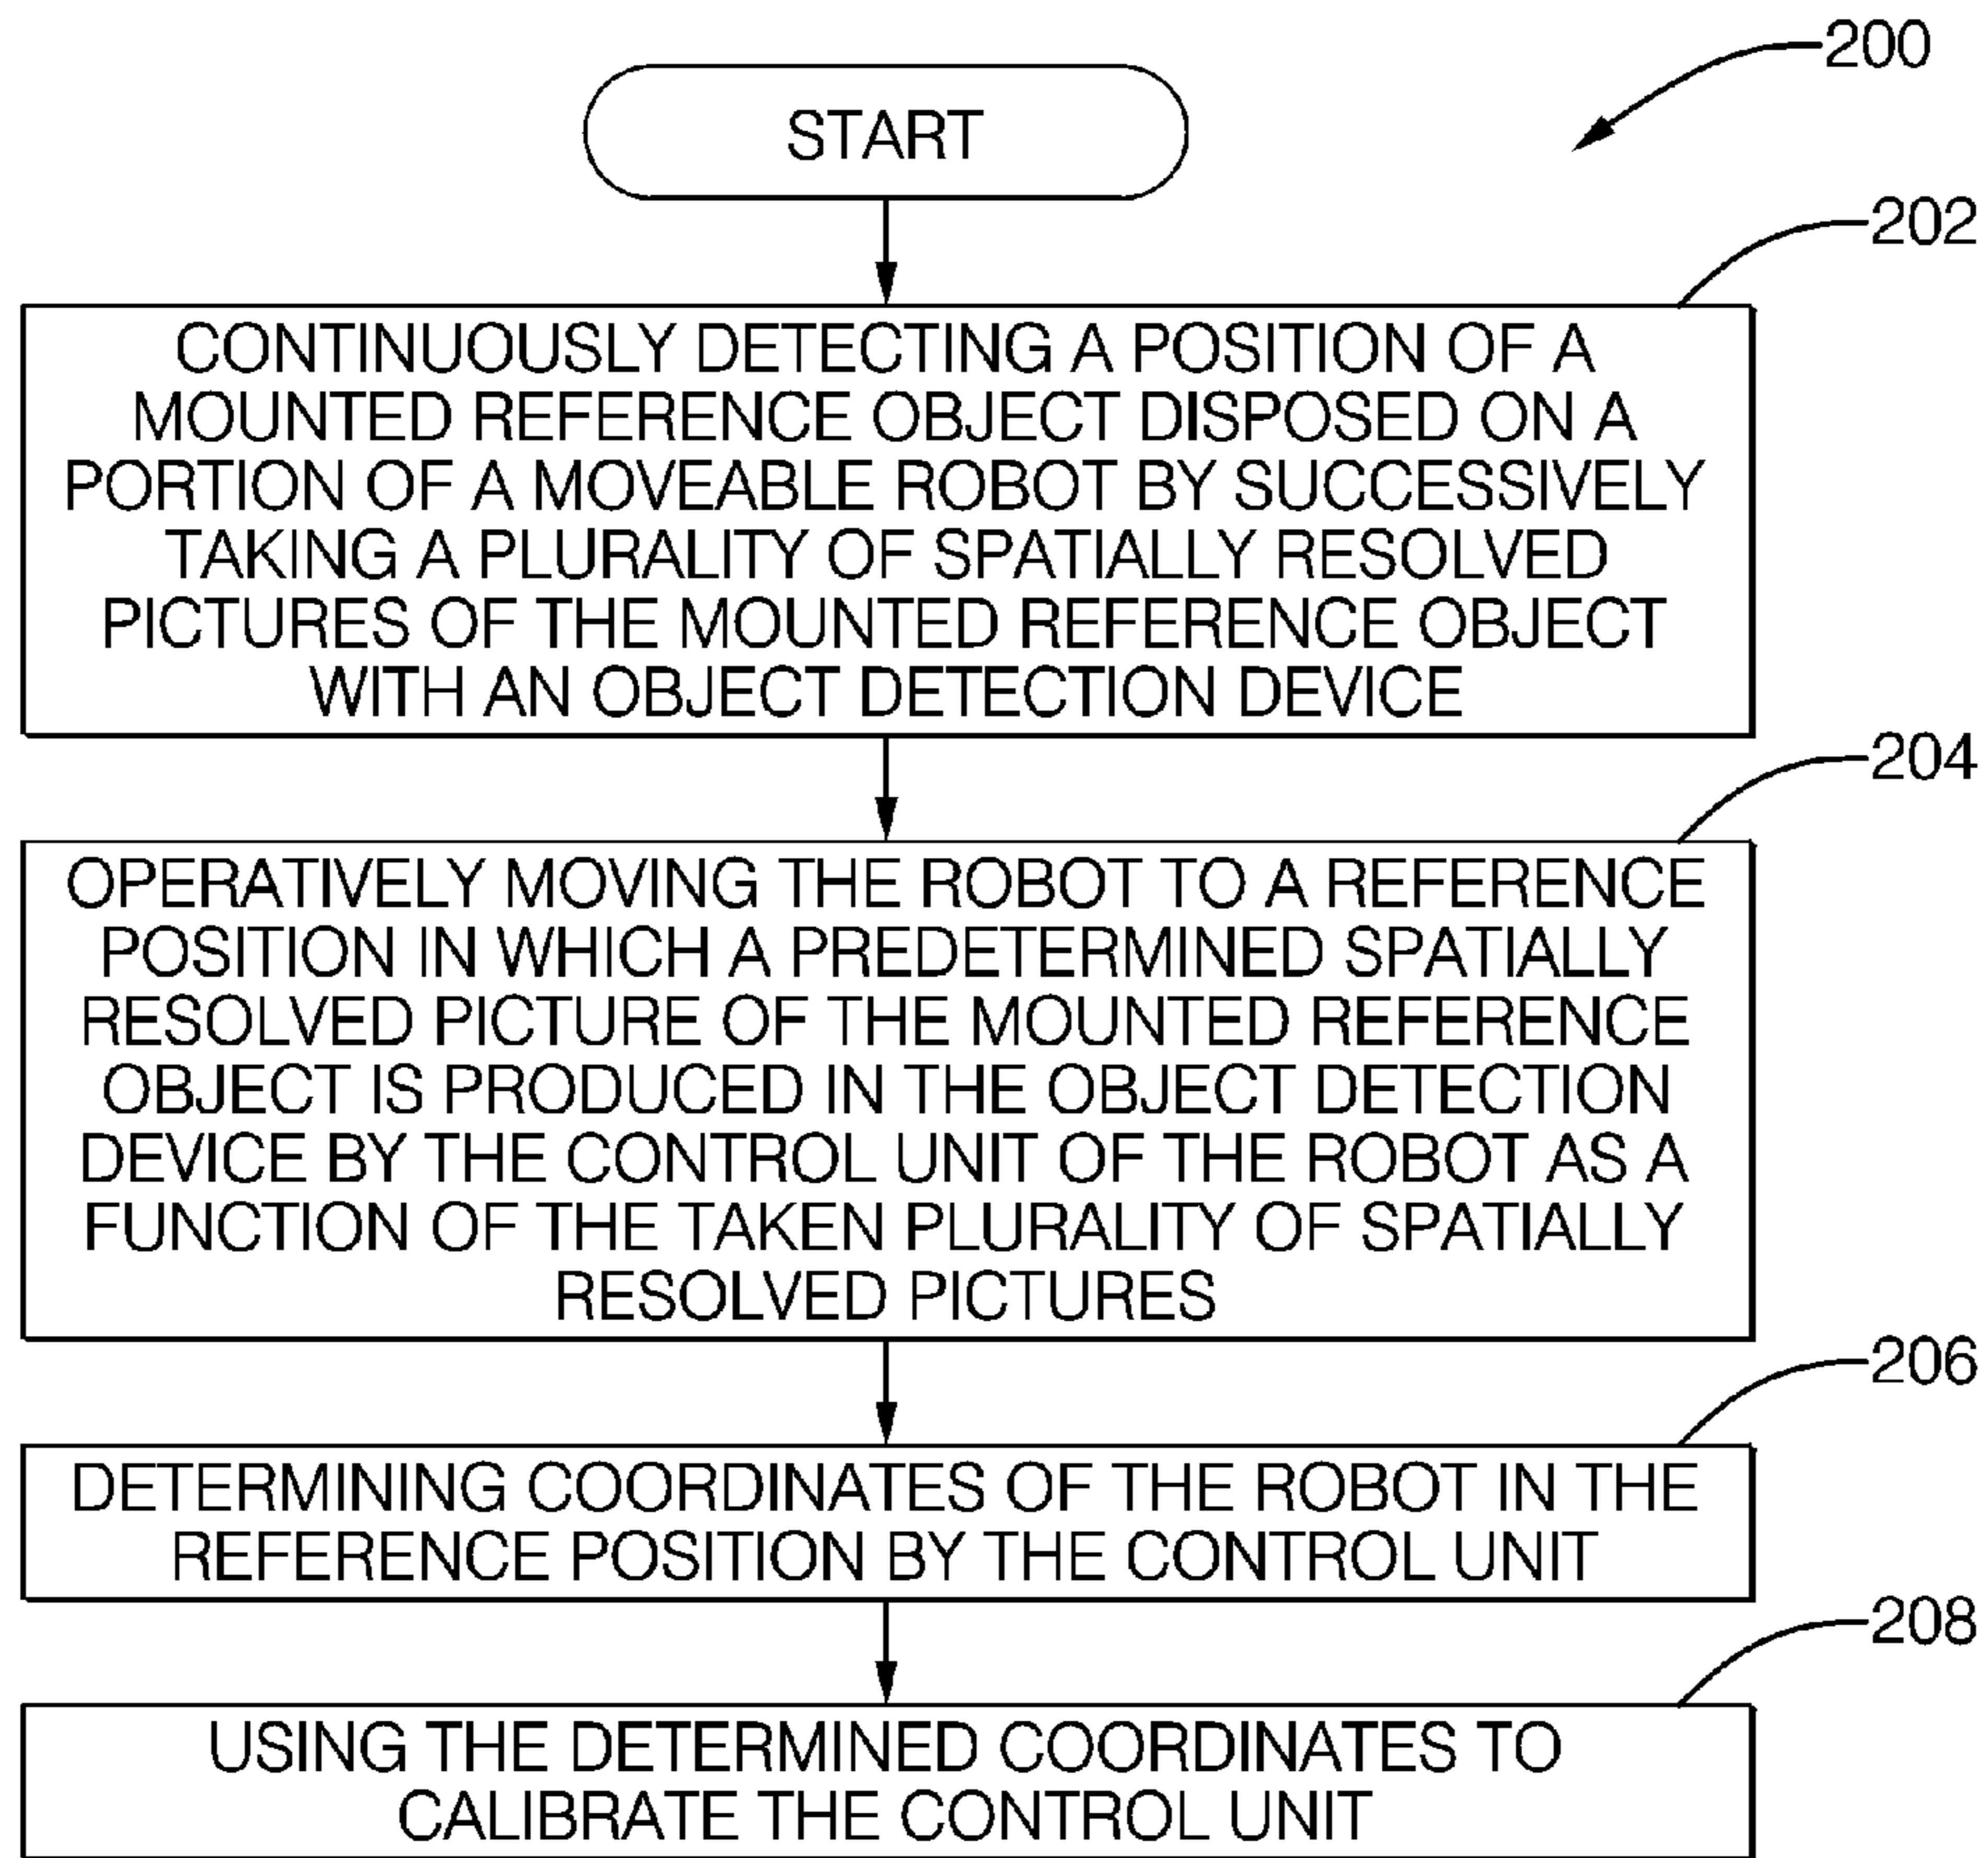 200
START
202
CONTINUOUSLY DETECTING A POSITION OF A
MOUNTED REFERENCE OBJECT DISPOSED ON A
PORTION OF A MOVEABLE ROBOT BY SUCCESSIVELY
TAKING A PLURALITY OF SPATIALLY RESOLVED
PICTURES OF THE MOUNTED REFERENCE OBJECT
WITH AN OBJECT DETECTION DEVICE
204
OPERATIVELY MOVING THE ROBOT TO A REFERENCE
POSITION IN WHICH A PREDETERMINED SPATIALLY
RESOLVED PICTURE OF THE MOUNTED REFERENCE
OBJECT IS PRODUCED IN THE OBJECT DETECTION
DEVICE BY THE CONTROL UNIT OF THE ROBOT AS A
FUNCTION OF THE TAKEN PLURALITY OF SPATIALLY
RESOLVED PICTURES
206
DETERMINING COORDINATES OF THE ROBOT IN THE
REFERENCE POSITION BY THE CONTROL UNIT
208
USING THE DETERMINED COORDINATES TO
CALIBRATE THE CONTROL UNIT